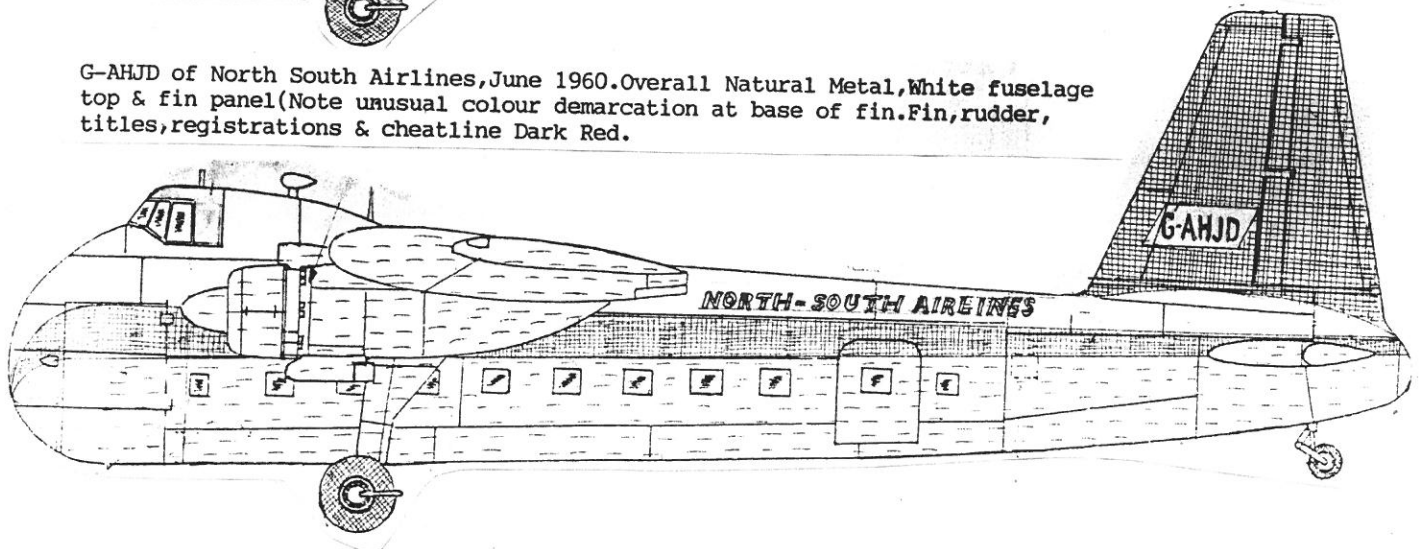 G-AHJD of North South Airlines,June 1960.Overall Natural Metal,White fuselage
top & fin panel(Note unusual colour demarcation at base of fin.Fin,rudder,
titles,registrations & cheatline Dark Red.
G-AHJD
NORTH-SOUTH AIRLINES